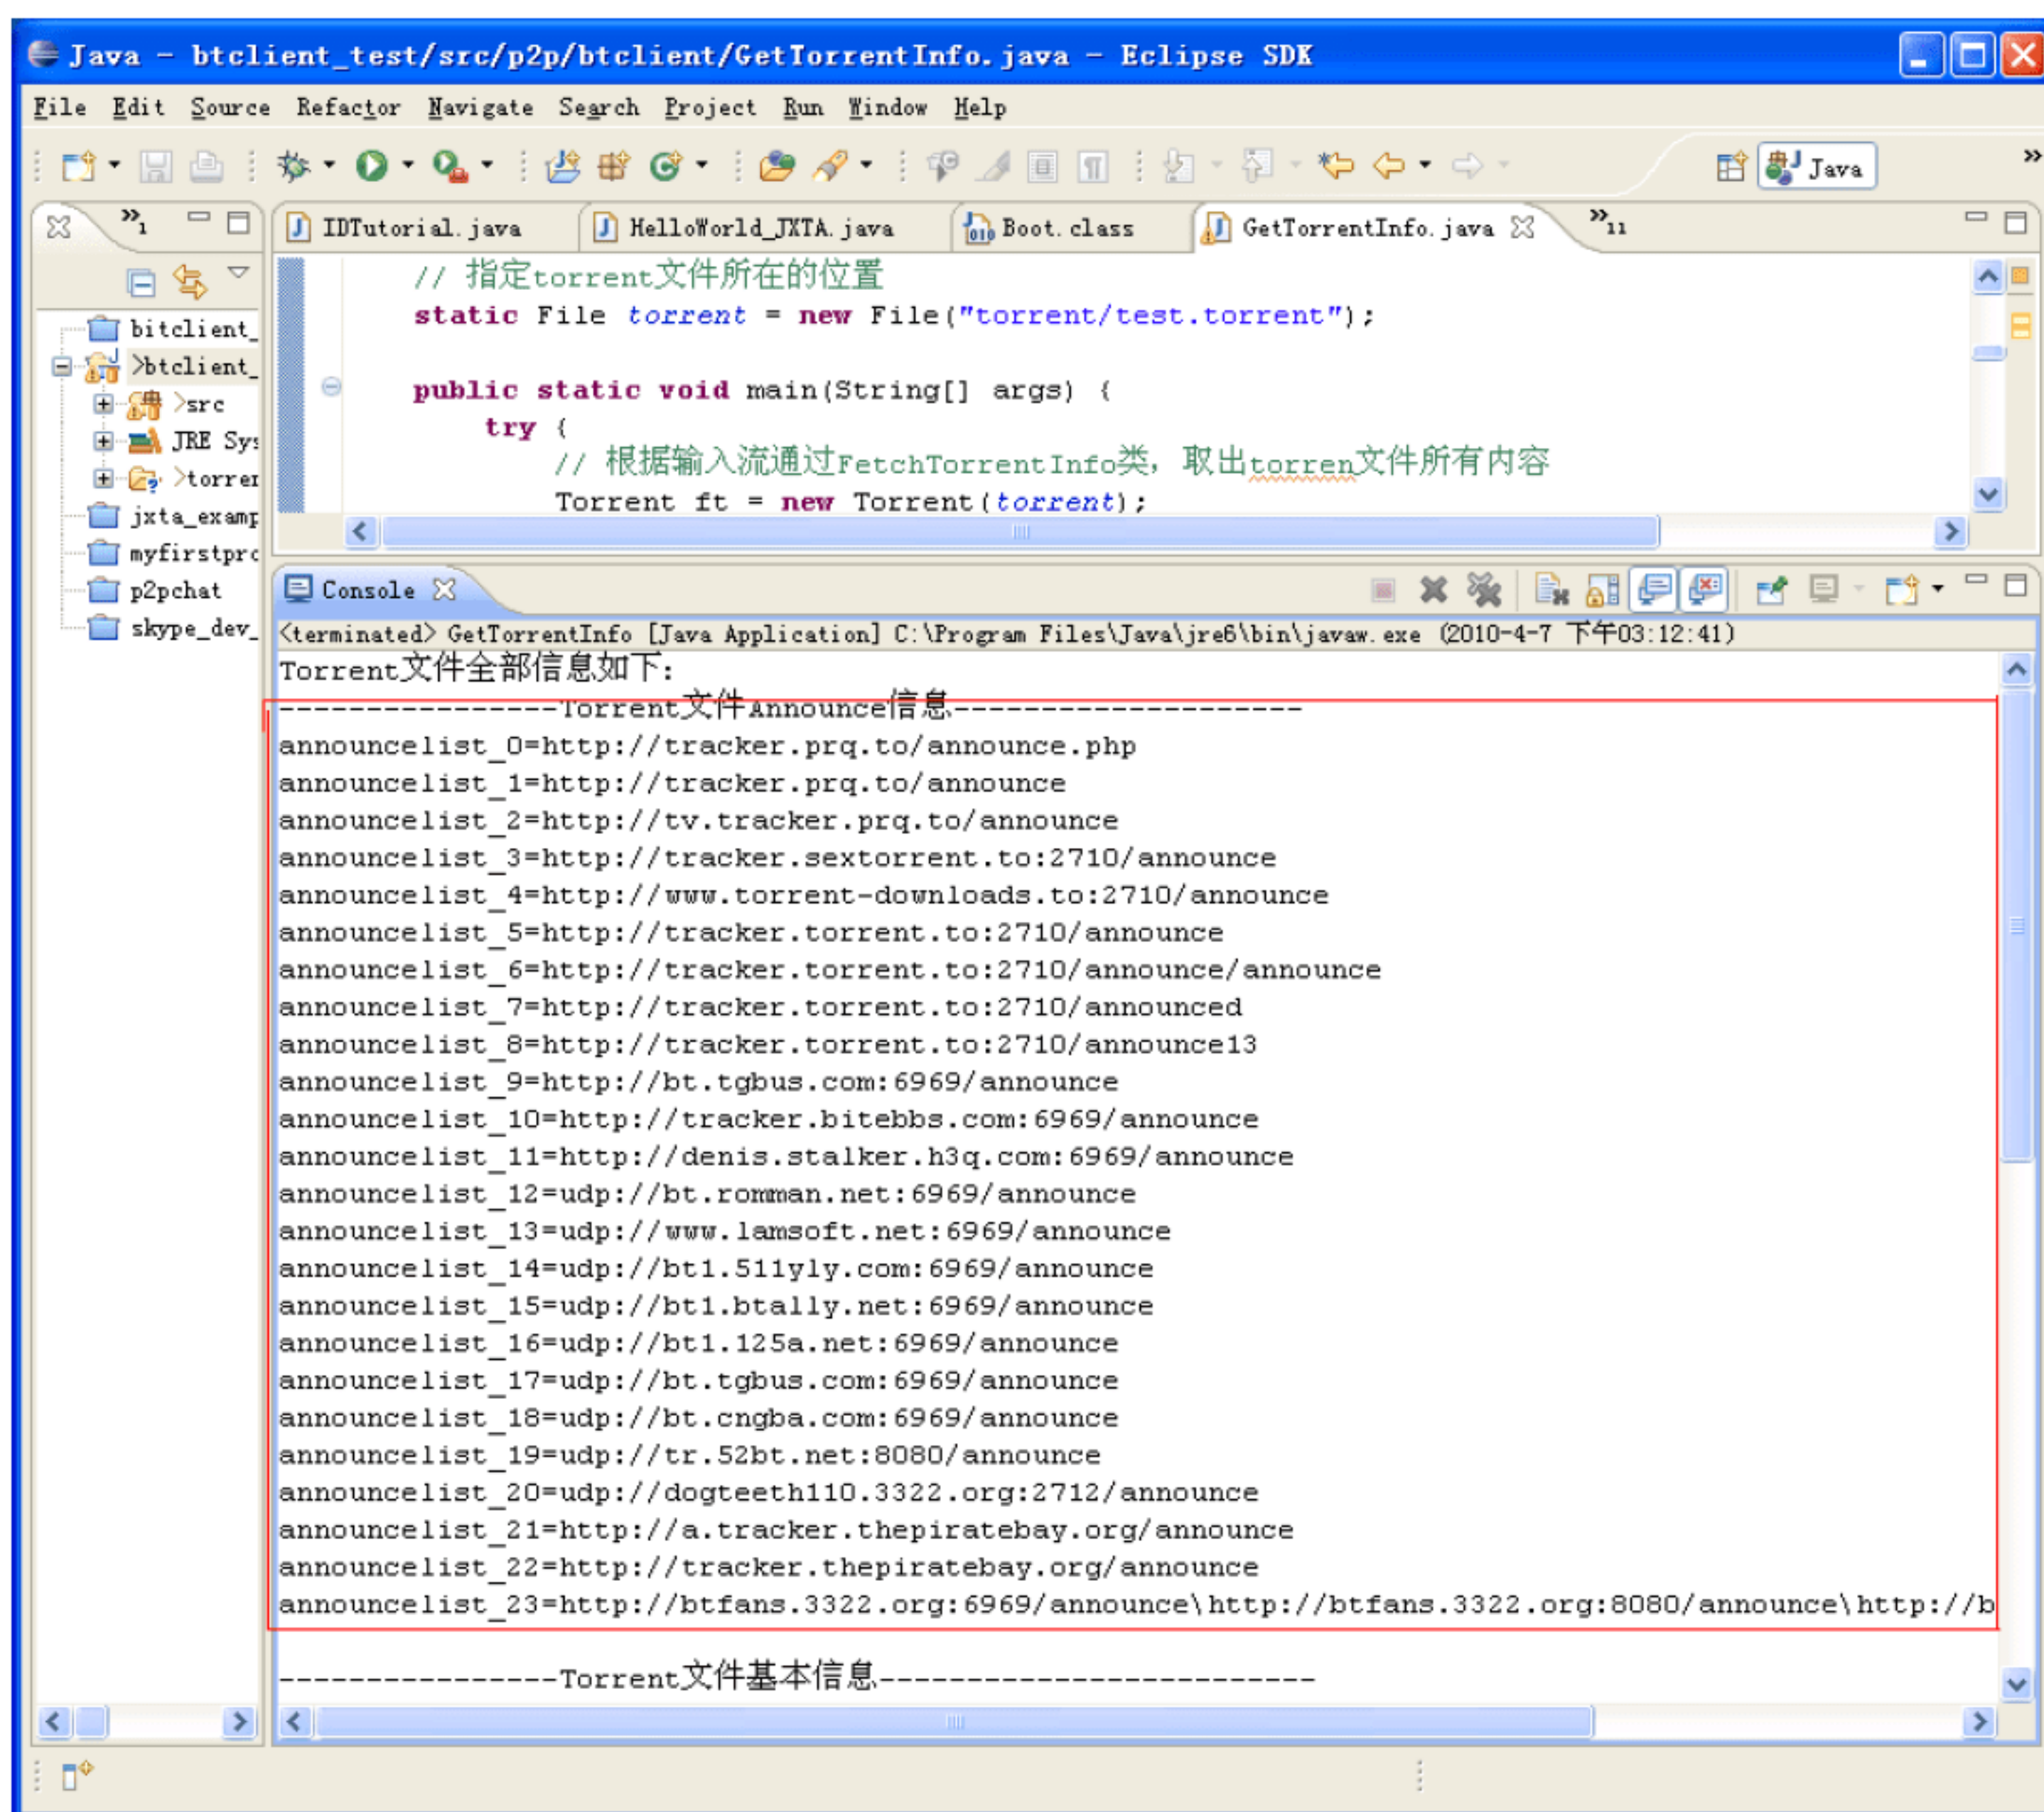 Java - btclient_test/src/p2p/btclient/GetTorrentInfo.java - Eclipse SDK
File Edit Source Refactor Navigate Search Project Run Window Help
Java
IDTutorial.java HelloWorld_JXTA.java Boot.class GetTorrentInfo.java 11
1
bitclient_
>btclient_
>src
JRE Sys
>torrer
jxta_examp
myfirstpro
p2pchat
skype_dev_
// 指定torrent文件所在的位置
static File torrent = new File("torrent/test.torrent");
public static void main(String[] args) {
try {
// 根据输入流通过FetchTorrentInfo类，取出torren文件所有内容
Torrent ft = new Torrent(torrent);
Console
<terminated> GetTorrentInfo [Java Application] C:\Program Files\Java\jre6\bin\javaw.exe (2010-4-7 下午03:12:41)
Torrent文件全部信息如下:
----------------Torrent文件Announce信息--------------------
announcelist_0=http://tracker.prq.to/announce.php
announcelist_1=http://tracker.prq.to/announce
announcelist_2=http://tv.tracker.prq.to/announce
announcelist_3=http://tracker.sextorrent.to:2710/announce
announcelist_4=http://www.torrent-downloads.to:2710/announce
announcelist_5=http://tracker.torrent.to:2710/announce
announcelist_6=http://tracker.torrent.to:2710/announce/announce
announcelist_7=http://tracker.torrent.to:2710/announced
announcelist_8=http://tracker.torrent.to:2710/announce13
announcelist_9=http://bt.tgbus.com:6969/announce
announcelist_10=http://tracker.bitebbs.com:6969/announce
announcelist_11=http://denis.stalker.h3q.com:6969/announce
announcelist_12=udp://bt.romman.net:6969/announce
announcelist_13=udp://www.lamsoft.net:6969/announce
announcelist_14=udp://bt1.511yly.com:6969/announce
announcelist_15=udp://bt1.btally.net:6969/announce
announcelist_16=udp://bt1.125a.net:6969/announce
announcelist_17=udp://bt.tgbus.com:6969/announce
announcelist_18=udp://bt.cngba.com:6969/announce
announcelist_19=udp://tr.52bt.net:8080/announce
announcelist_20=udp://dogteeth110.3322.org:2712/announce
announcelist_21=http://a.tracker.thepiratebay.org/announce
announcelist_22=http://tracker.thepiratebay.org/announce
announcelist_23=http://btfans.3322.org:6969/announce\http://btfans.3322.org:8080/announce\http://b
----------------Torrent文件基本信息-------------------------